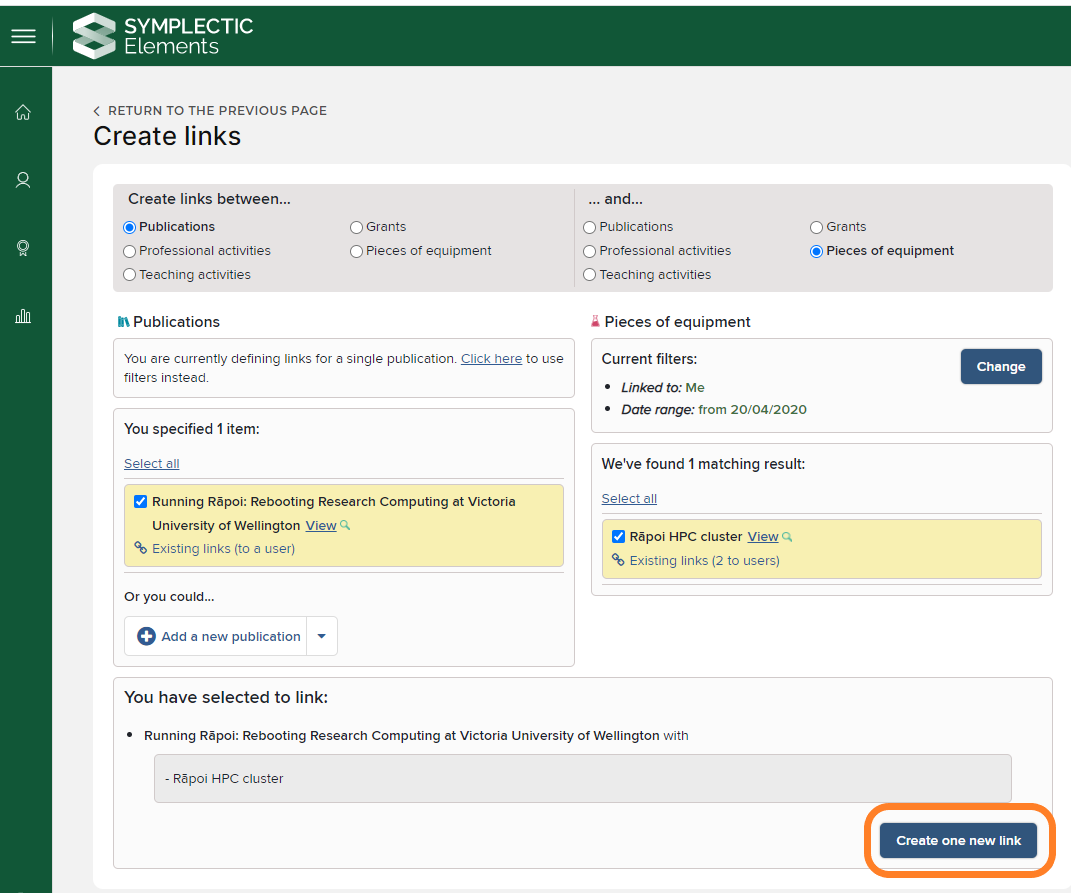 SYMPLECTIC
Elements
RETURN TO THE PREVIOUS PAGE
Create links
Create links between...
Publications
Grants
Professional activities
Pieces of equipment
Teaching activities
... and...
Publications
Grants
Professional activities
Pieces of equipment
Teaching activities
Publications
You are currently defining links for a single publication. Click here to use
filters instead.
You specified 1 item:
Select all
Running Rāpoi: Rebooting Research Computing at Victoria
University of Wellington View
Existing links (to a user)
Or you could...
Add a new publication
Pieces of equipment
Current filters:
Change
• Linked to: Me
• Date range: from 20/04/2020
We've found 1 matching result:
Select all
Rāpoi HPC cluster View
Existing links (2 to users)
You have selected to link:
• Running Rāpoi: Rebooting Research Computing at Victoria University of Wellington with
- Rāpoi HPC cluster
Create one new link